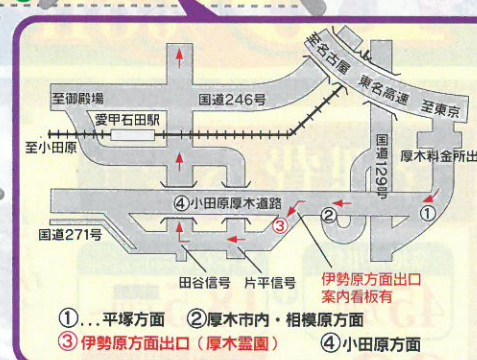 至名古屋
東名高速
至東京
至御殿場
国道246号
愛甲石田駅
至小田原
国道129号
厚木料金所出
④小田原厚木道路
②
①
③
国道271号
田谷信号
片平信号
伊勢原方面出口
案内看板有
①…平塚方面 ②厚木市内・相模原方面
③伊勢原方面出口(厚木霊園) ④小田原方面